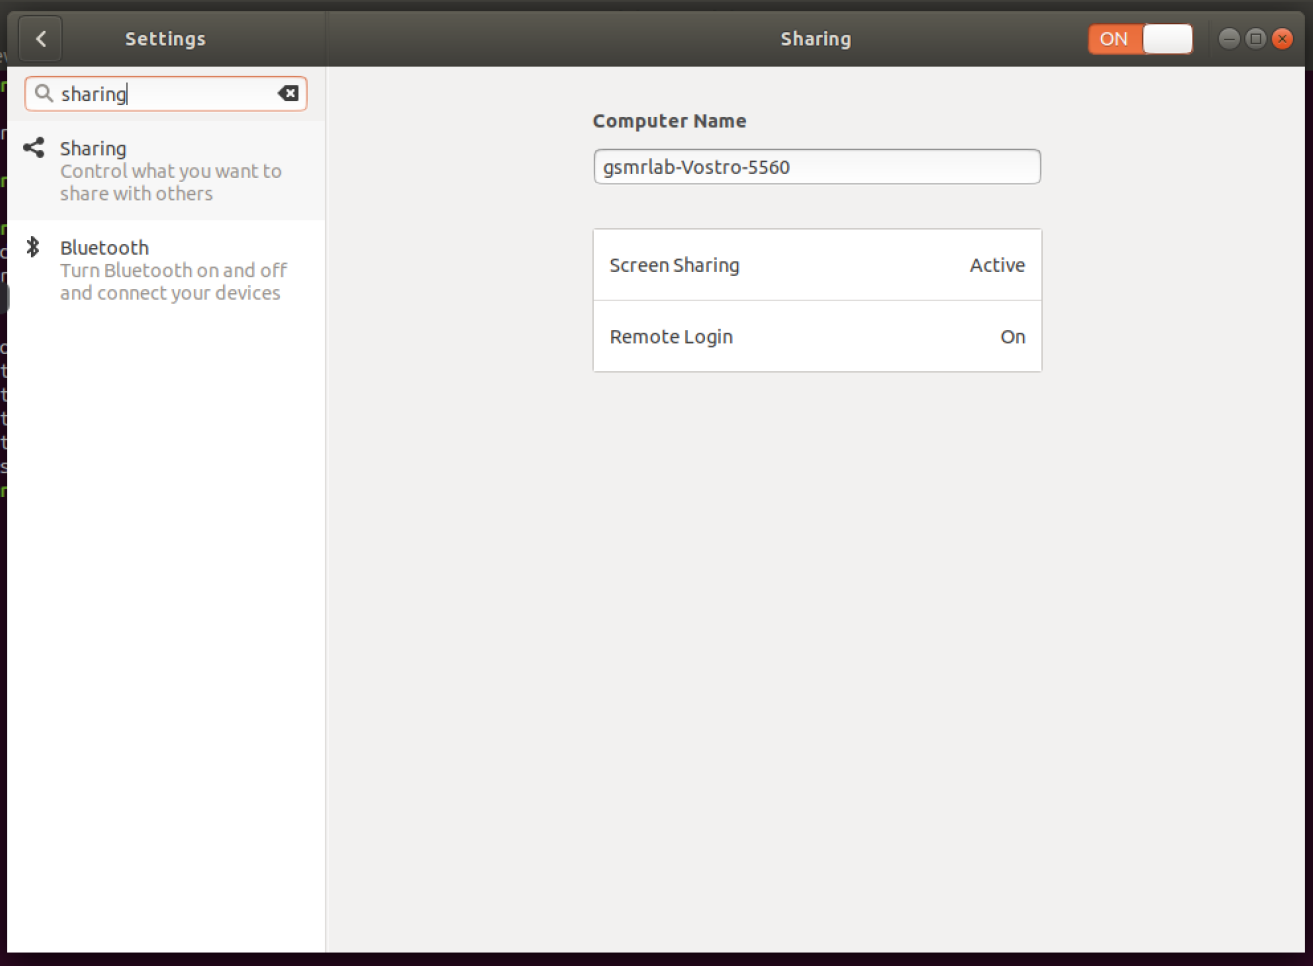 Settings
Sharing
ON
sharing
Sharing
Control what you want to
share with others
Bluetooth
Turn Bluetooth on and off
and connect your devices
Computer Name
gsmrlab-Vostro-5560
Screen Sharing Active
Remote Login On